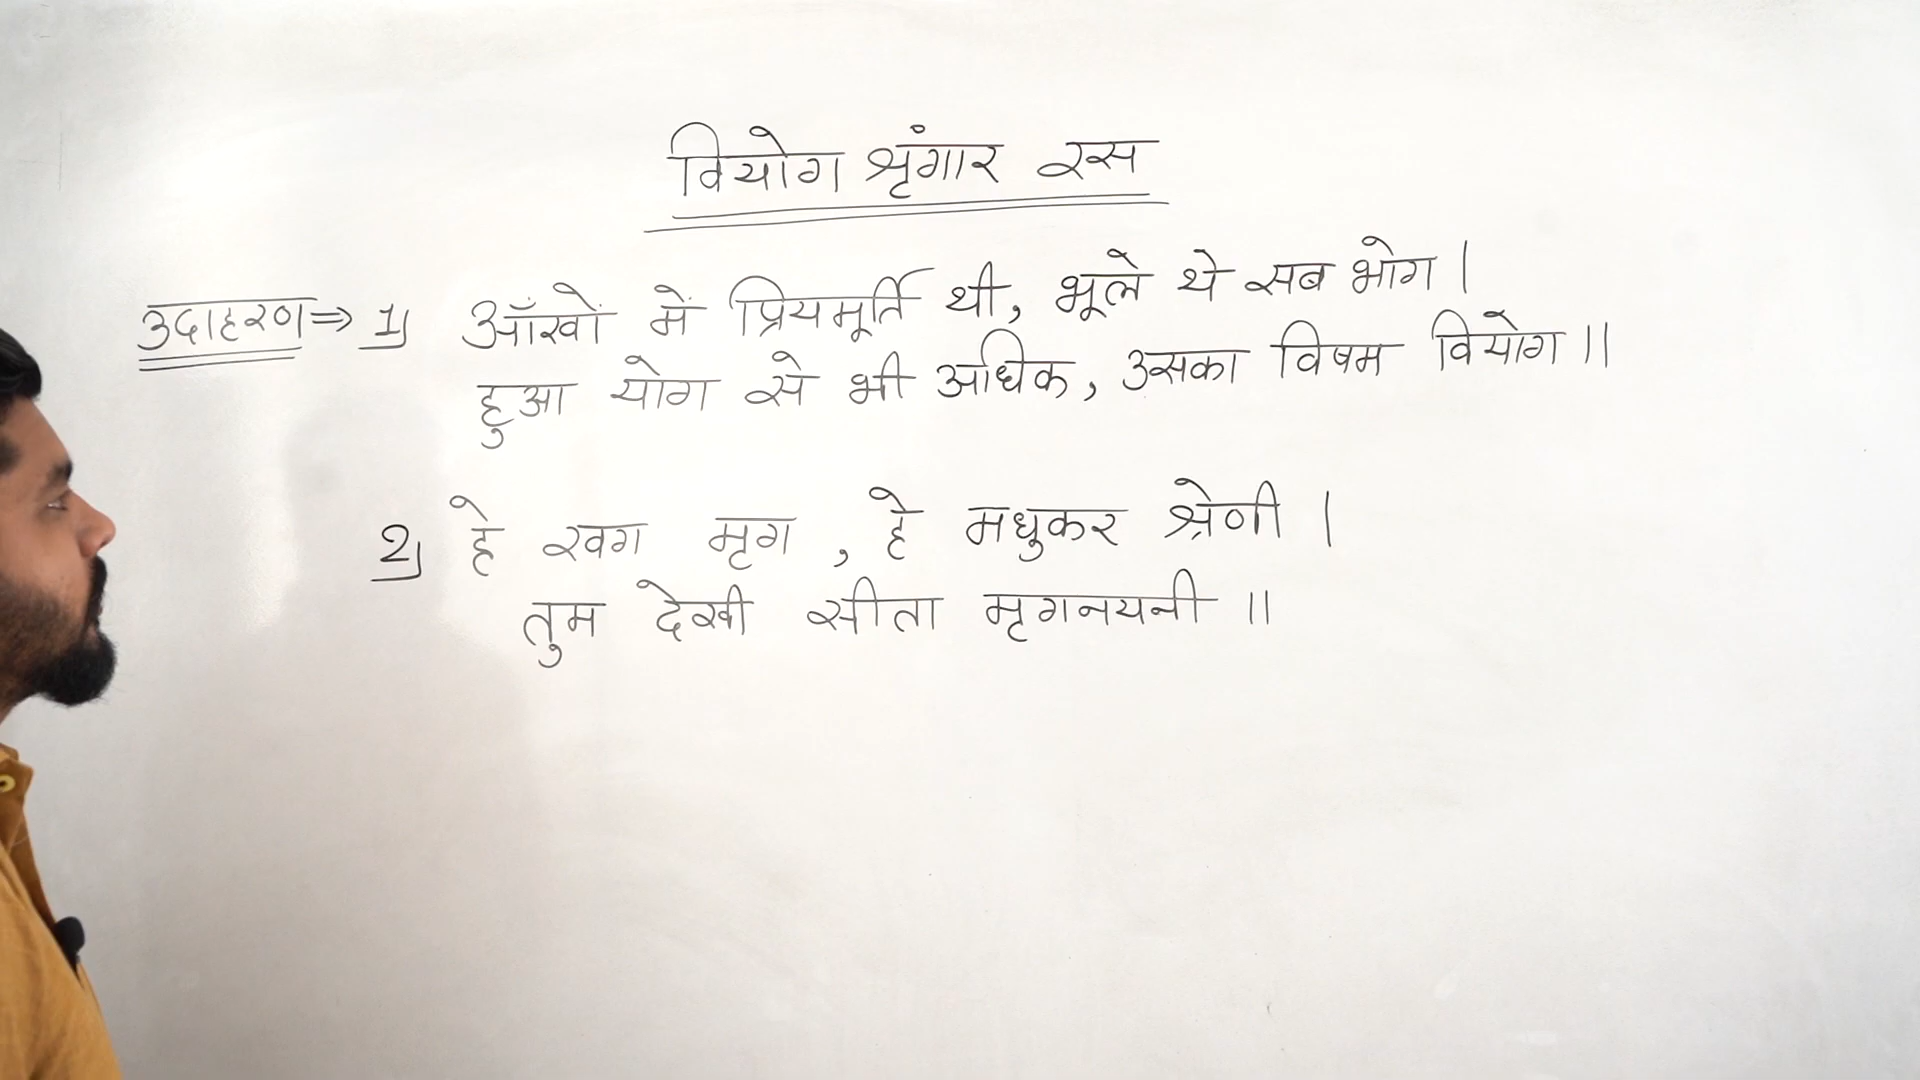 वियोग श्रृंगार रस
उदाहरण⇒ 1) आँखों में प्रियमूर्ति थी, भूले थे सब भोग।
हुआ योग से भी अधिक, उसका विषम वियोग॥
2) हे खग मृग, हे मधुकर श्रेणी।
तुम देखी सीता मृगनयनी॥